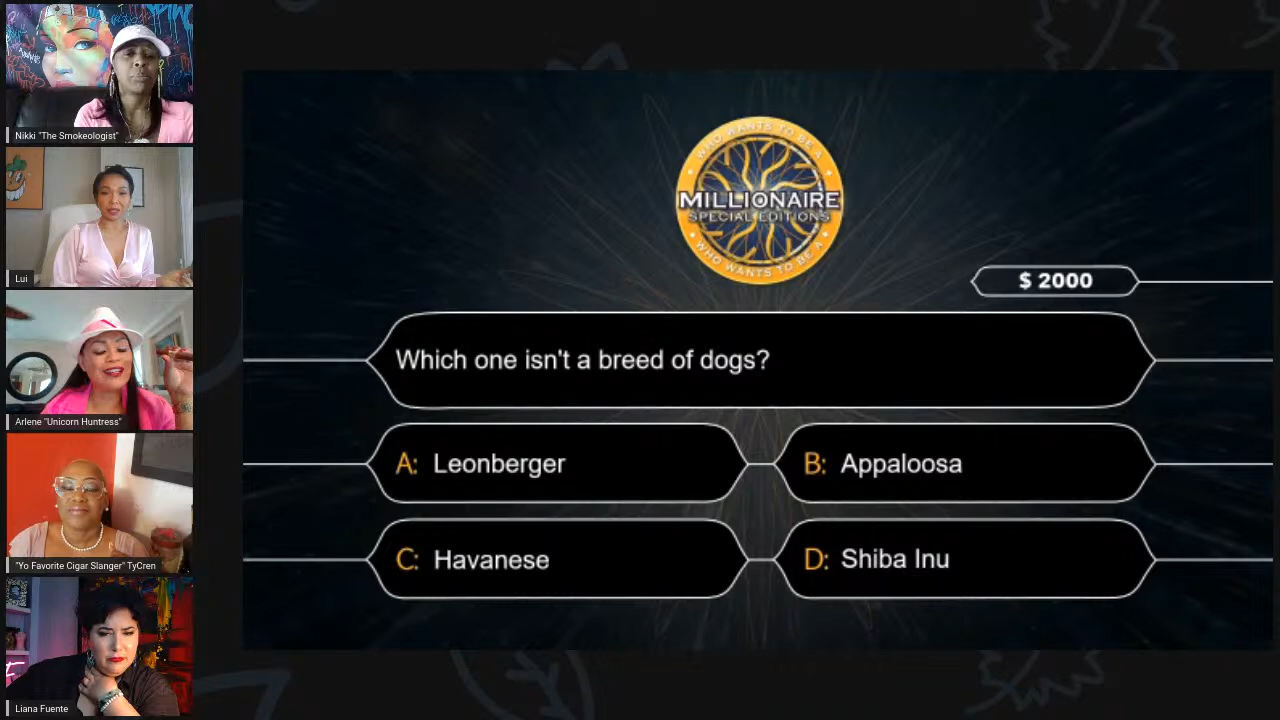 Nikki "The Smokeologist"
Lui
Arlene "Unicorn Huntress"
"Yo Favorite Cigar Slanger" TyCren
Liana Fuente
WHO WANTS TO BE A
MILLIONAIRE
SPECIAL EDITIONS
WHO WANTS TO BE A
$ 2000
Which one isn't a breed of dogs?
A: Leonberger
B: Appaloosa
C: Havanese
D: Shiba Inu